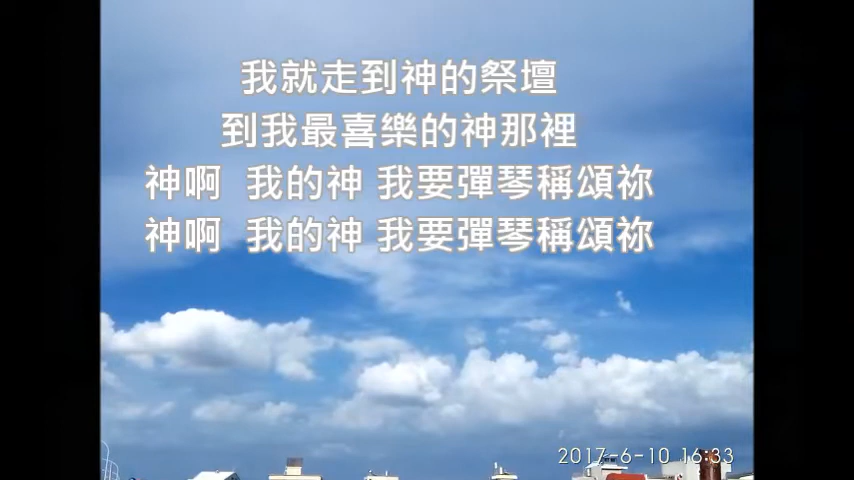 我就走到神的祭壇
到我最喜樂的神那裡
神啊 我的神 我要彈琴稱頌祢
神啊 我的神 我要彈琴稱頌祢
2017-6-10 16:33